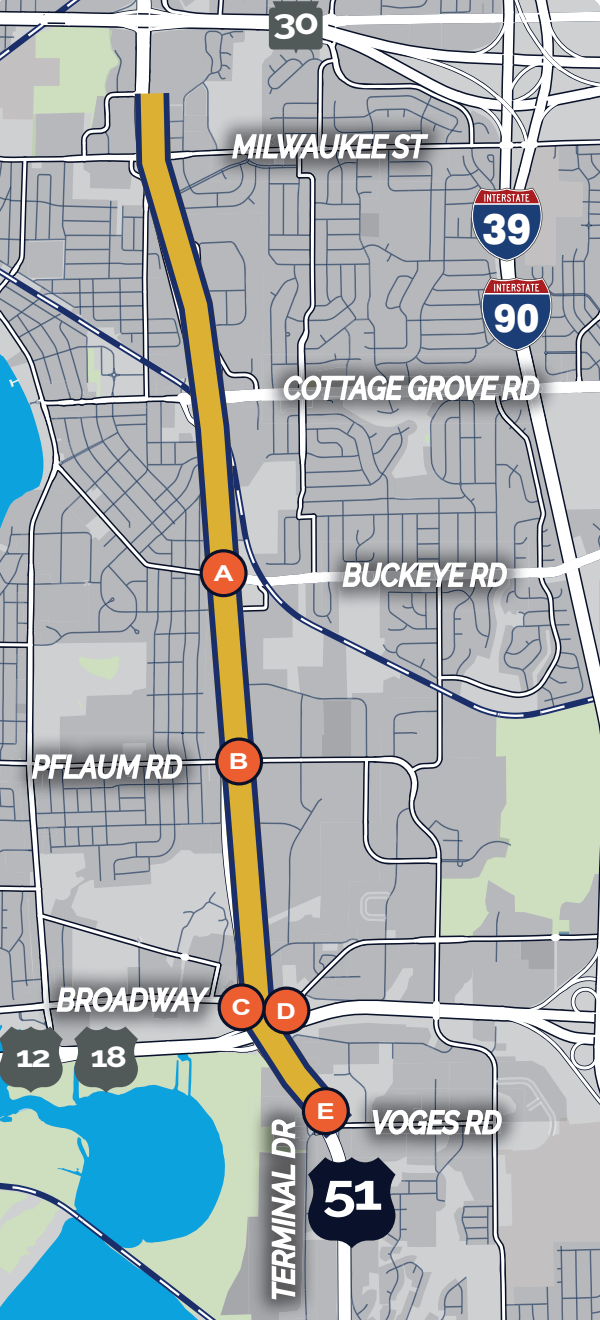 30
MILWAUKEE ST
INTERSTATE
39
INTERSTATE
90
COTTAGE GROVE RD
A
BUCKEYE RD
B
PFLAUM RD
BROADWAY
C
D
12
18
E
VOGES RD
TERMINAL DR
51